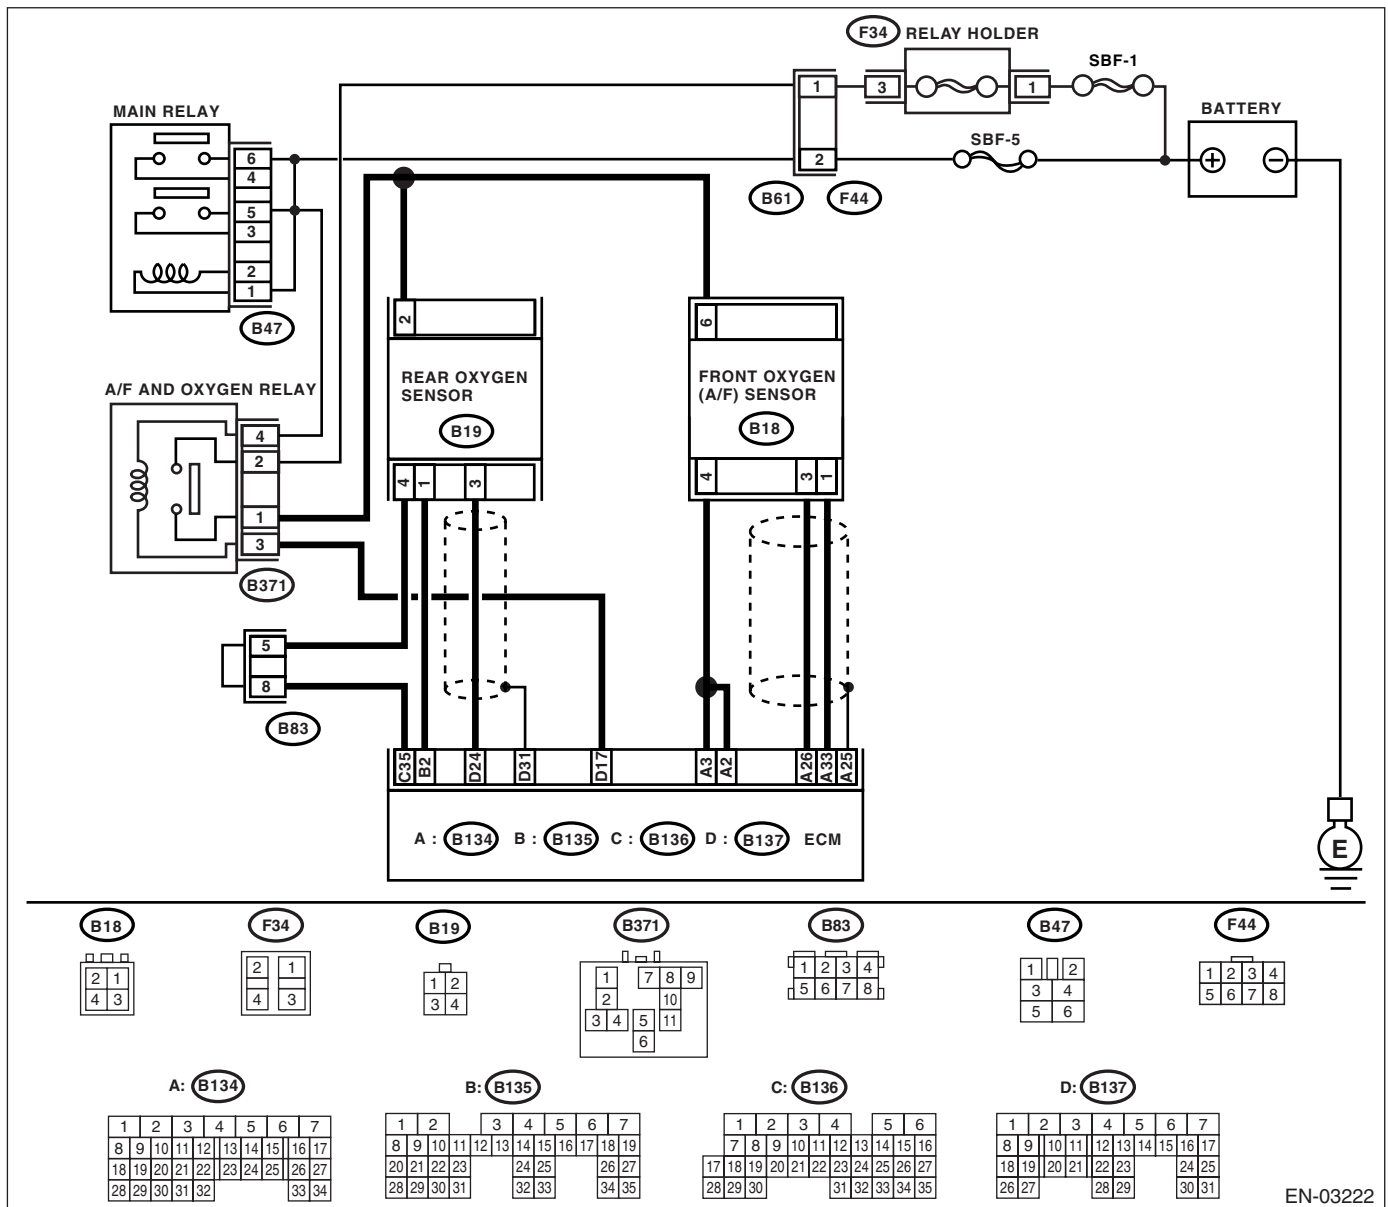 F34 RELAY HOLDER
SBF-1
1 3 1
MAIN RELAY
BATTERY
SBF-5
6
4
5
3
2
1
2
+ −
B61 F44
B47
2
6
A/F AND OXYGEN RELAY
REAR OXYGEN
SENSOR
B19
FRONT OXYGEN
(A/F) SENSOR
B18
4
2
1
3
4 1 3
4 3 1
B371
5
8
B83
C35 B2 D24 D31 D17 A3 A2 A26 A33 A25
A : B134 B : B135 C : B136 D : B137 ECM
E
B18 F34 B19 B371 B83 B47 F44
2 1
4 3
2 1
4 3
1 2
3 4
1 7 8 9
2 10
3 4 5 11
6
1 2 3 4
5 6 7 8
1 2
3 4
5 6
1 2 3 4
5 6 7 8
A: B134 B: B135 C: B136 D: B137
1 2 3 4 5 6 7
8 9 10 11 12 13 14 15 16 17
18 19 20 21 22 23 24 25 26 27
28 29 30 31 32 33 34
1 2 3 4 5 6 7
8 9 10 11 12 13 14 15 16 17 18 19
20 21 22 23 24 25 26 27
28 29 30 31 32 33 34 35
1 2 3 4 5 6
7 8 9 10 11 12 13 14 15 16
17 18 19 20 21 22 23 24 25 26 27
28 29 30 31 32 33 34 35
1 2 3 4 5 6 7
8 9 10 11 12 13 14 15 16 17
18 19 20 21 22 23 24 25
26 27 28 29 30 31
EN-03222